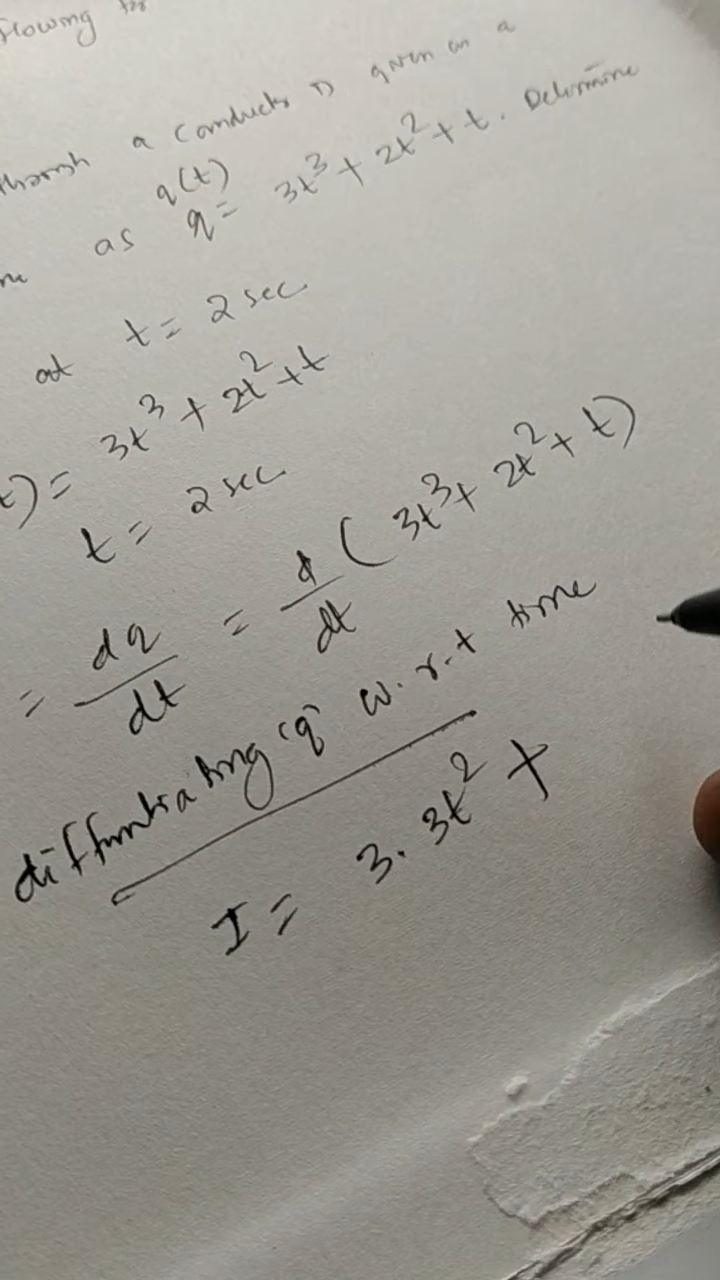 flowing for
through a conductor is given as a
q(t)
as q = 3t³ + 2t² + t. Determine
at t = 2 sec.
t) = 3t³ + 2t² + t
t = 2 sec
= dq/dt = d/dt (3t³ + 2t² + t)
differentiating 'q' w.r.t time
I = 3.3t² +